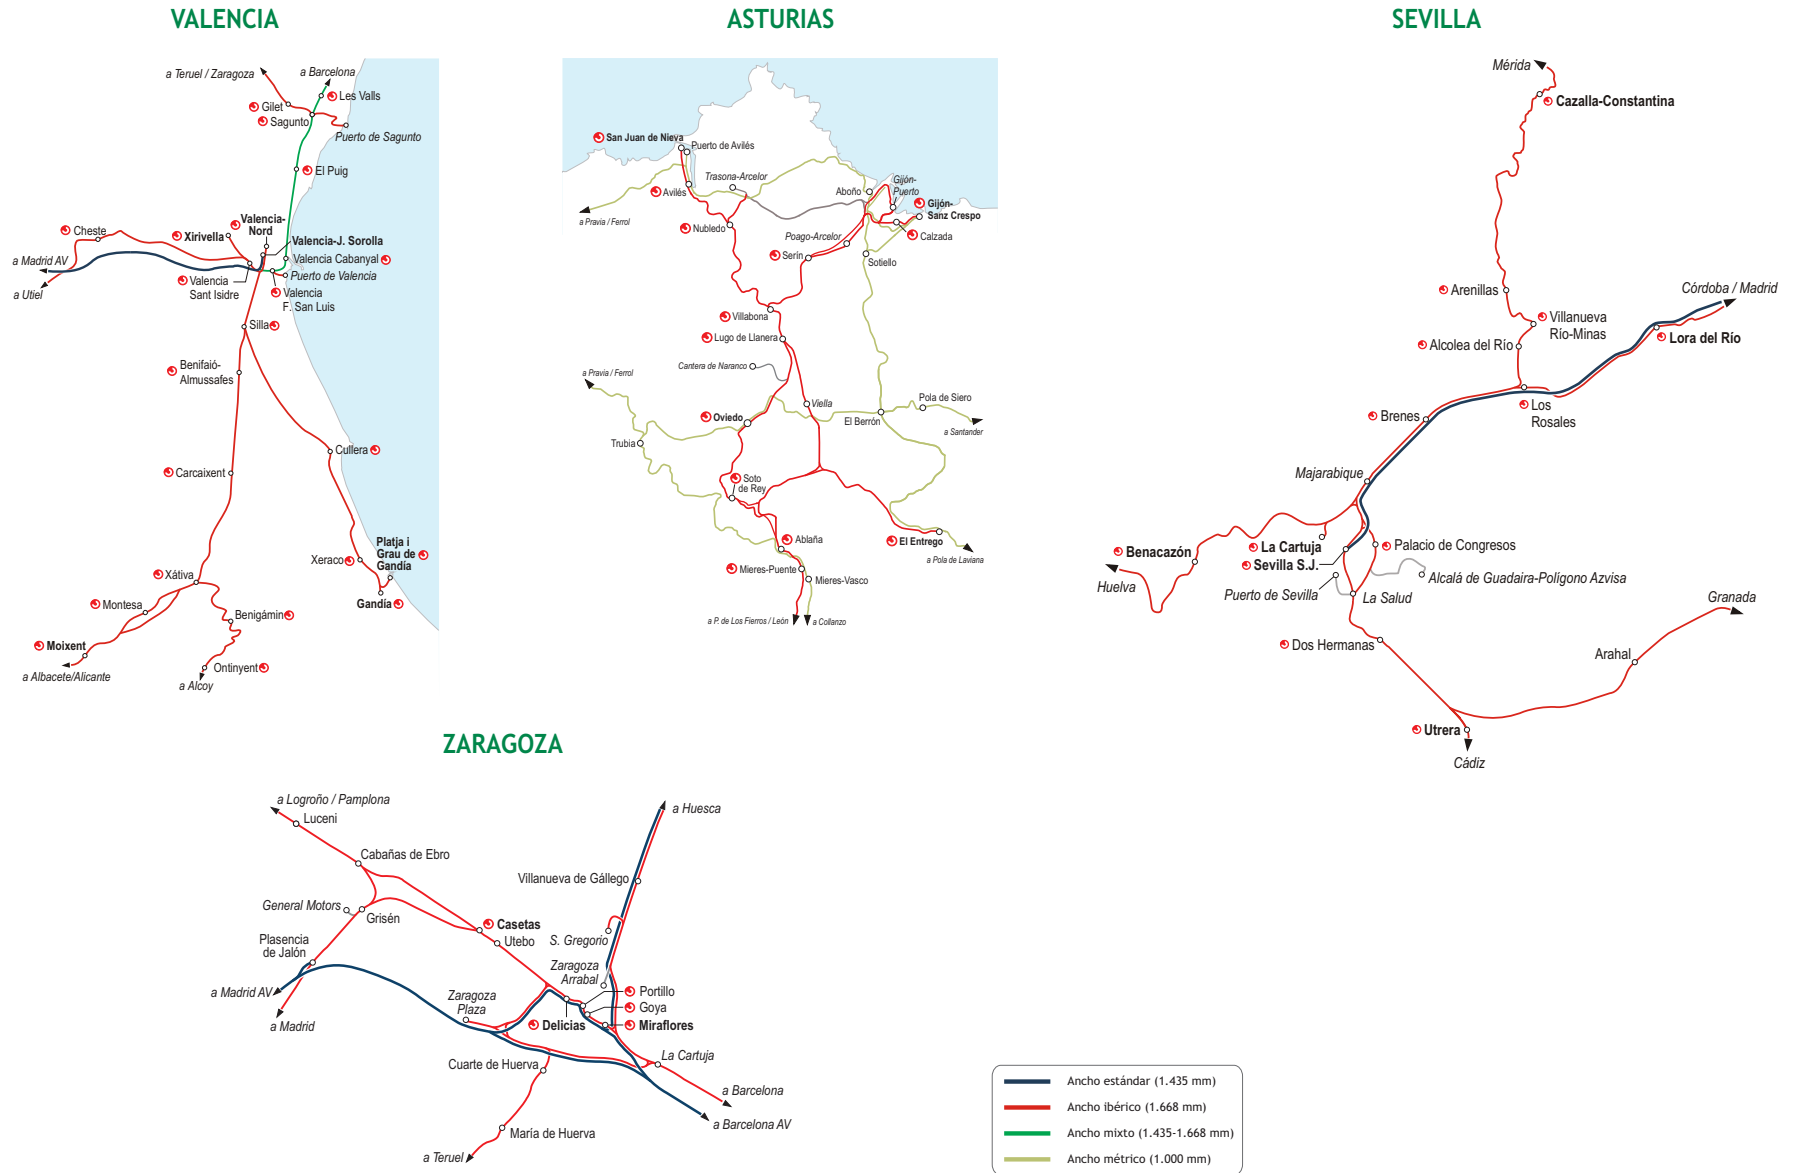 VALENCIA
a Teruel / Zaragoza
a Barcelona
Les Valls
Gilet
Sagunto
Puerto de Sagunto
El Puig
Valencia-
Nord
Cheste
Xirivella
Valencia-J. Sorolla
Valencia Cabanyal
a Madrid AV
Puerto de Valencia
Valencia
Sant Isidre
a Utiel
Valencia
F. San Luis
Silla
Benifaió-
Almussafes
Cullera
Carcaixent
Platja i
Grau de
Gandía
Xeraco
Xátiva
Gandía
Montesa
Benigámin
Moixent
Ontinyent
a Albacete/Alicante
a Alcoy
ASTURIAS
San Juan de Nieva
Puerto de Avilés
Trasona-Arcelor
Gijón-
Puerto
Avilés
Aboño
Gijón-
Sanz Crespo
a Pravia / Ferrol
Nubledo
Poago-Arcelor
Calzada
Serín
Sotiello
Villabona
Lugo de Llanera
Cantera de Naranco
a Pravia / Ferrol
Viella
Pola de Siero
Oviedo
El Berrón
a Santander
Trubia
Soto
de Rey
Ablaña
El Entrego
a Pola de Laviana
Mieres-Puente
Mieres-Vasco
a P. de Los Fierros / León
a Collanzo
SEVILLA
Mérida
Cazalla-Constantina
Arenillas
Córdoba / Madrid
Villanueva
Río-Minas
Alcolea del Río
Lora del Río
Los
Rosales
Brenes
Majarabique
La Cartuja
Palacio de Congresos
Benacazón
Sevilla S.J.
Huelva
Alcalá de Guadaira-Polígono Azvisa
Puerto de Sevilla
La Salud
Granada
Dos Hermanas
Arahal
Utrera
Cádiz
ZARAGOZA
a Logroño / Pamplona
Luceni
a Huesca
Cabañas de Ebro
Villanueva de Gállego
General Motors
Grisén
Casetas
Utebo
S. Gregorio
Plasencia
de Jalón
Zaragoza
Arrabal
a Madrid AV
Zaragoza
Plaza
Portillo
Goya
a Madrid
Delicias
Miraflores
Cuarte de Huerva
La Cartuja
a Barcelona
María de Huerva
a Barcelona AV
a Teruel
Ancho estándar (1.435 mm)
Ancho ibérico (1.668 mm)
Ancho mixto (1.435-1.668 mm)
Ancho métrico (1.000 mm)